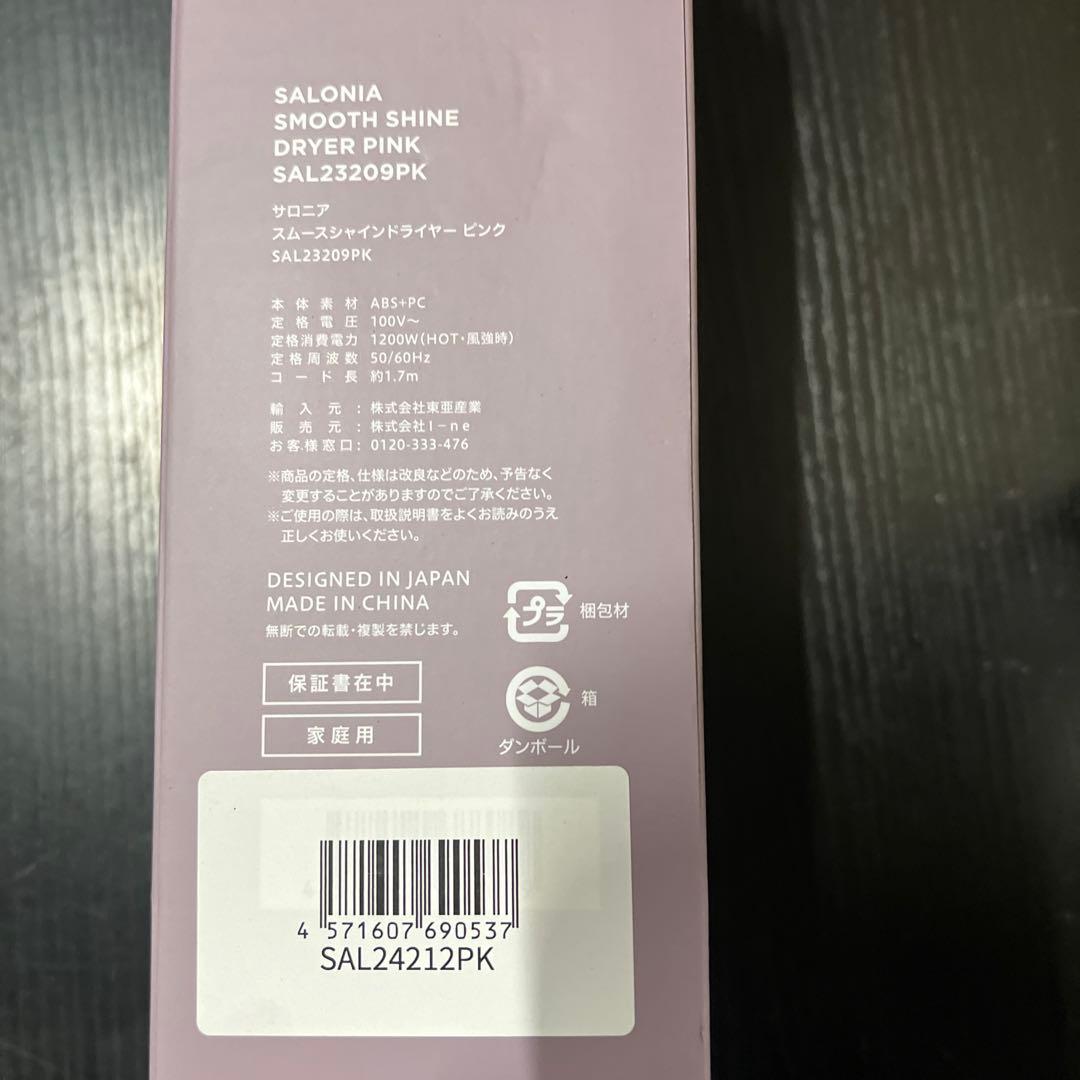 SALONIA
SMOOTH SHINE
DRYER PINK
SAL23209PK
サロニア
スムースシャインドライヤー ピンク
SAL23209PK
本体素材 ABS+PC
定格電圧 100V～
定格消費電力 1200W(HOT・風強時)
定格周波数 50/60Hz
コード長 約1.7m
輸入元:株式会社東亜産業
販売元:株式会社I-ne
お客様窓口:0120-333-476
※商品の定格、仕様は改良などのため、予告なく
変更することがありますのでご了承ください。
※ご使用の際は、取扱説明書をよくお読みのうえ
正しくお使いください。
DESIGNED IN JAPAN
MADE IN CHINA
無断での転載・複製を禁じます。
プラ 梱包材
保証書在中
箱
家庭用
ダンボール
4 571607 690537
SAL24212PK